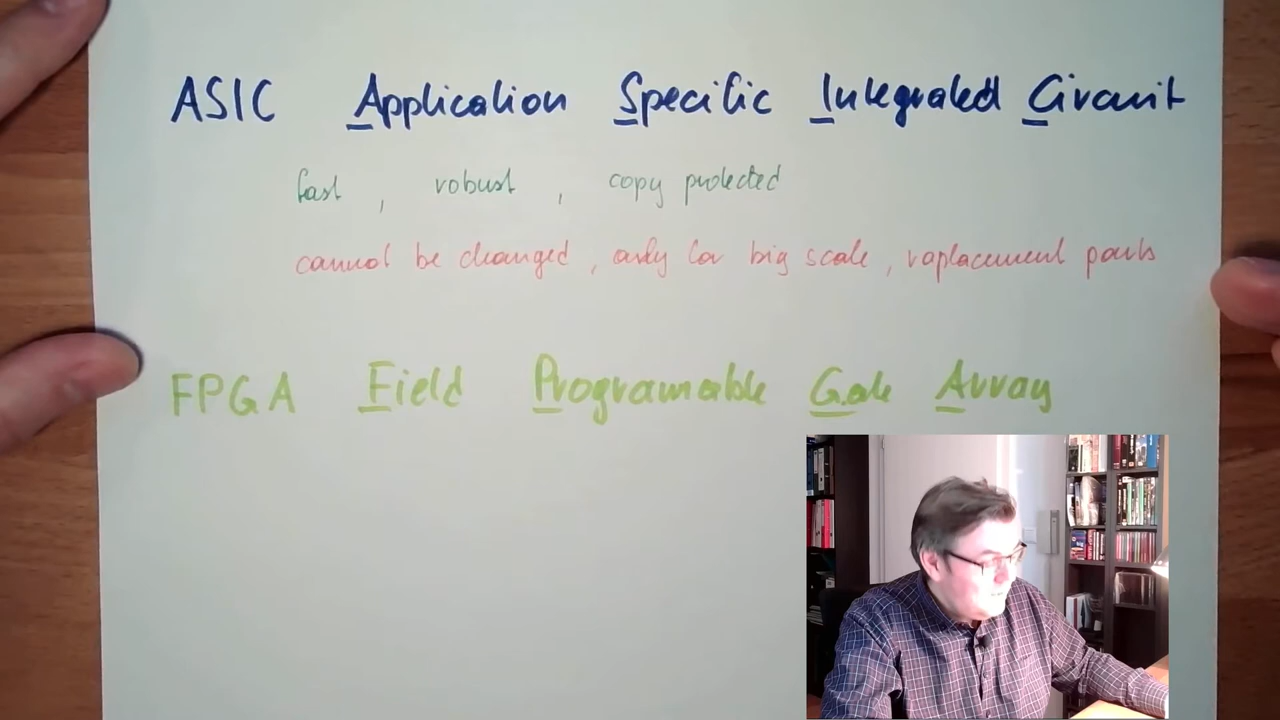 ASIC Application Specific Integrated Circuit
fast, robust, copy protected
cannot be changed, only for big scale, raplacement parts
FPGA Field Programable Gate Array